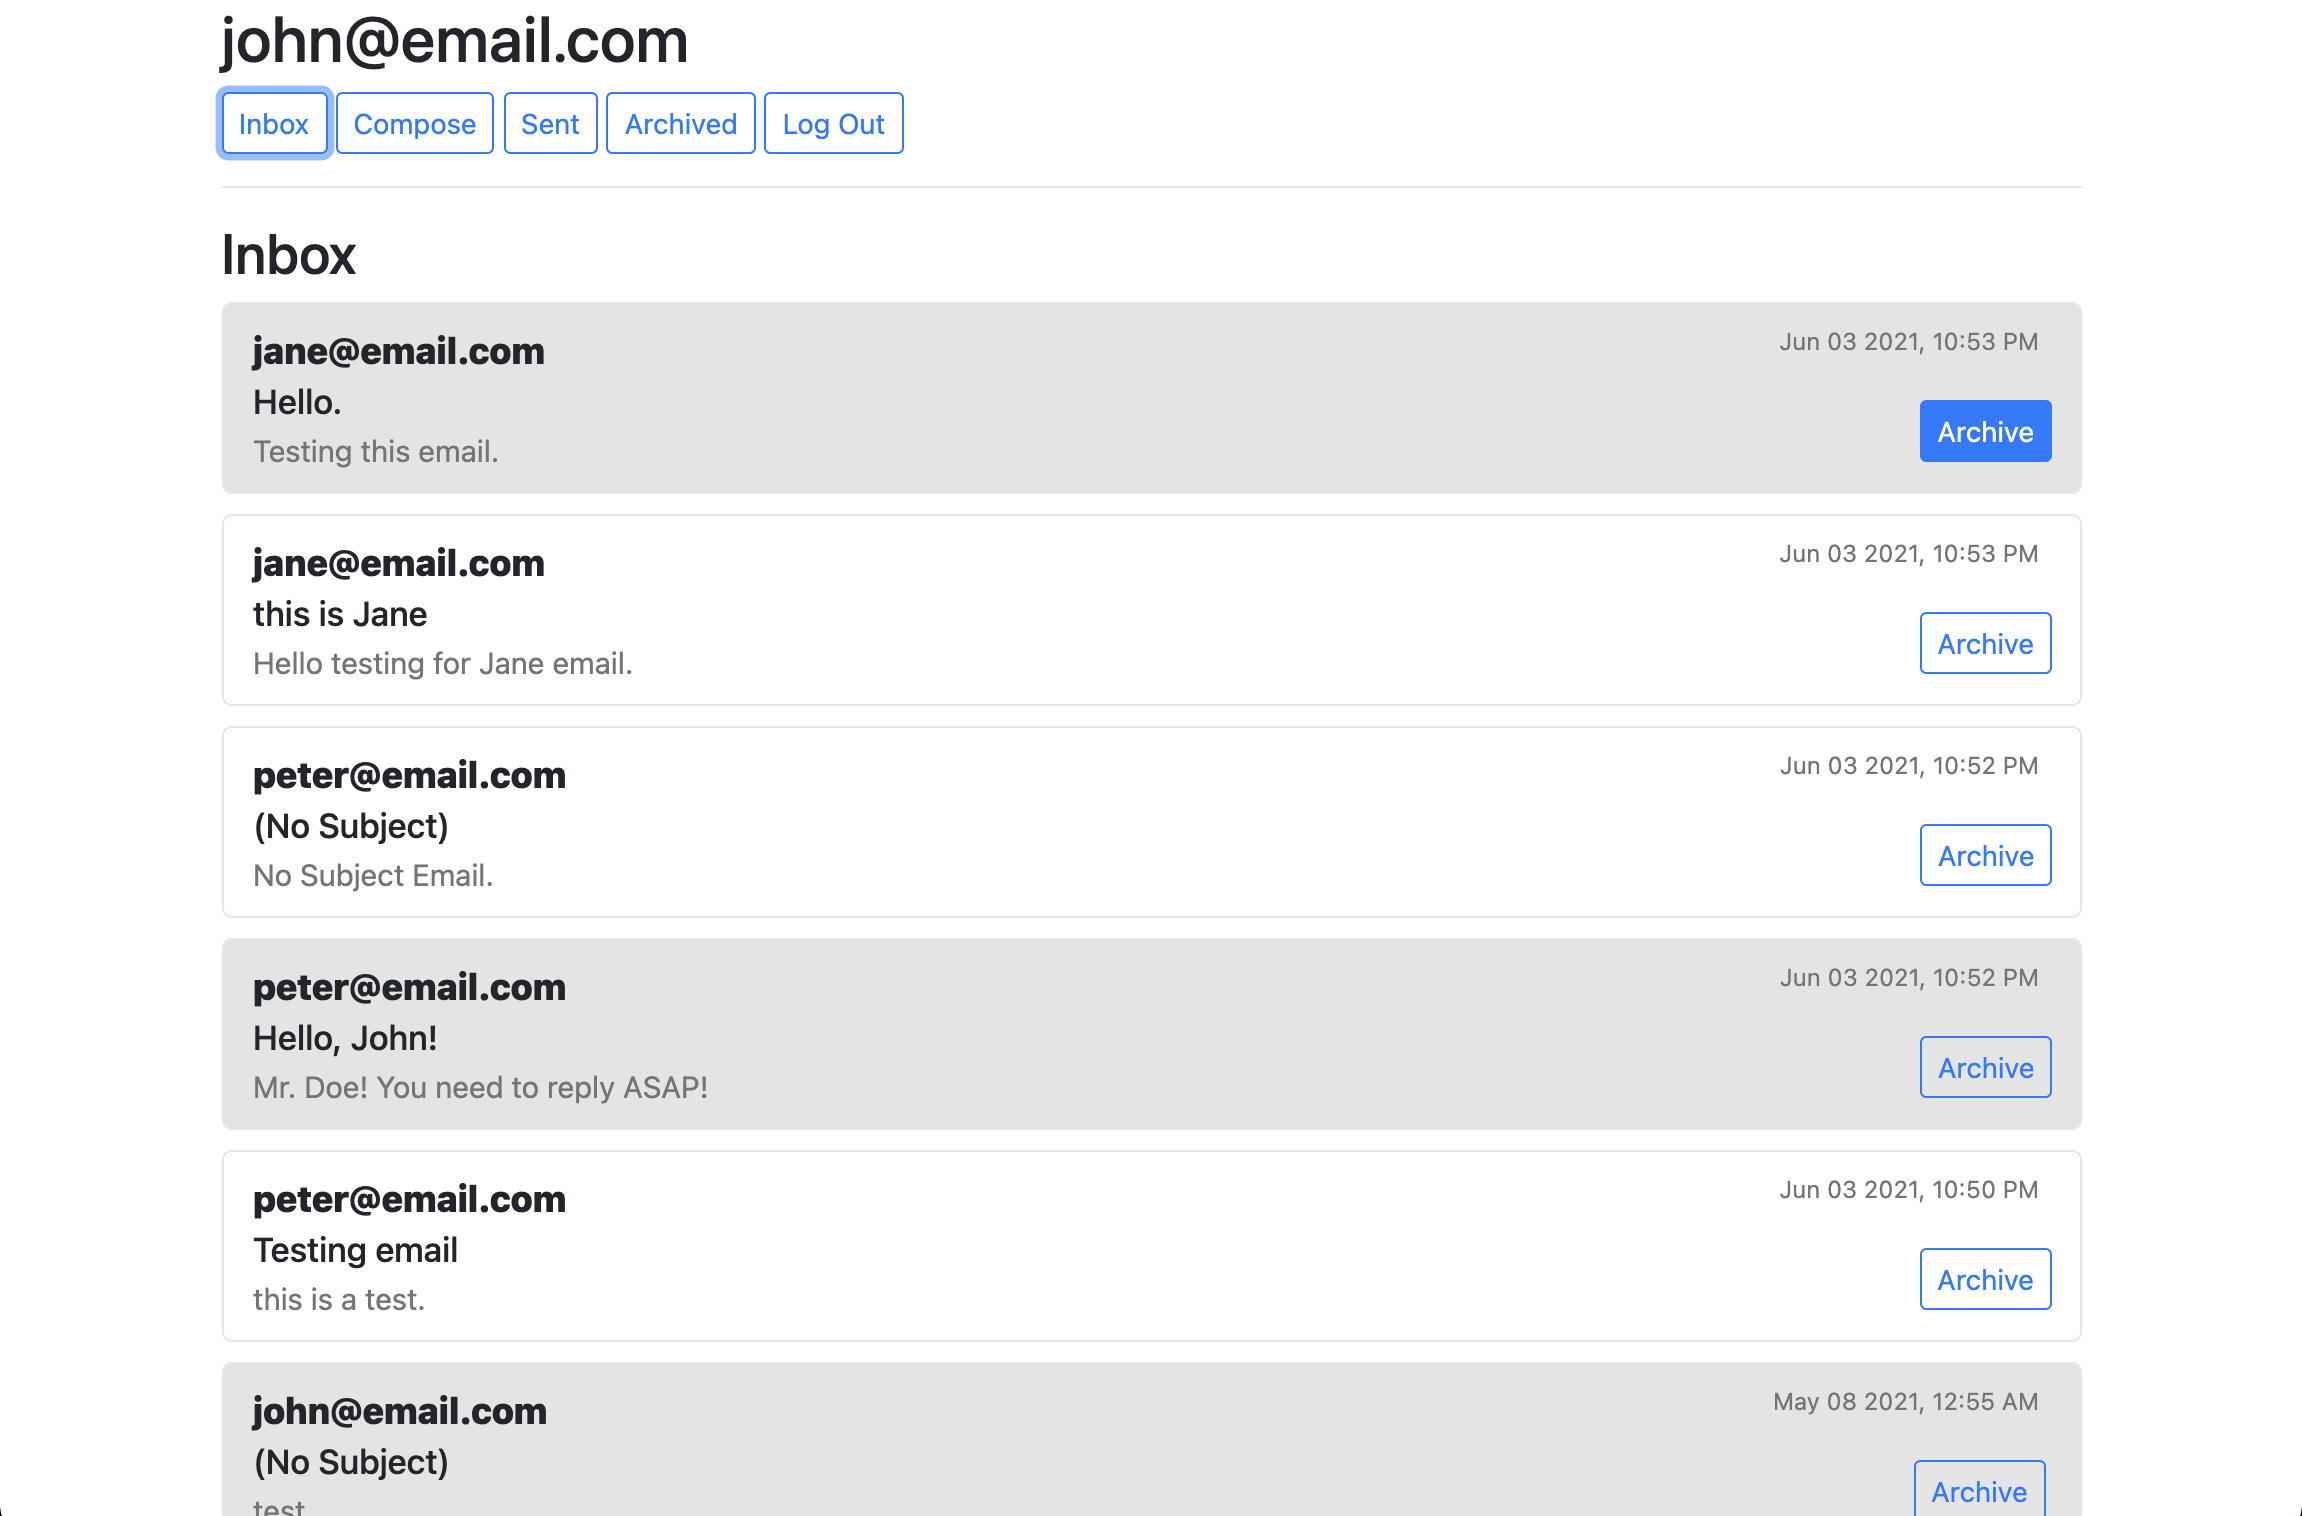 john@email.com
Inbox Compose Sent Archived Log Out
Inbox
jane@email.com Jun 03 2021, 10:53 PM
Hello.
Archive
Testing this email.
jane@email.com Jun 03 2021, 10:53 PM
this is Jane
Archive
Hello testing for Jane email.
peter@email.com Jun 03 2021, 10:52 PM
(No Subject)
Archive
No Subject Email.
peter@email.com Jun 03 2021, 10:52 PM
Hello, John!
Archive
Mr. Doe! You need to reply ASAP!
peter@email.com Jun 03 2021, 10:50 PM
Testing email
Archive
this is a test.
john@email.com May 08 2021, 12:55 AM
(No Subject)
Archive
test